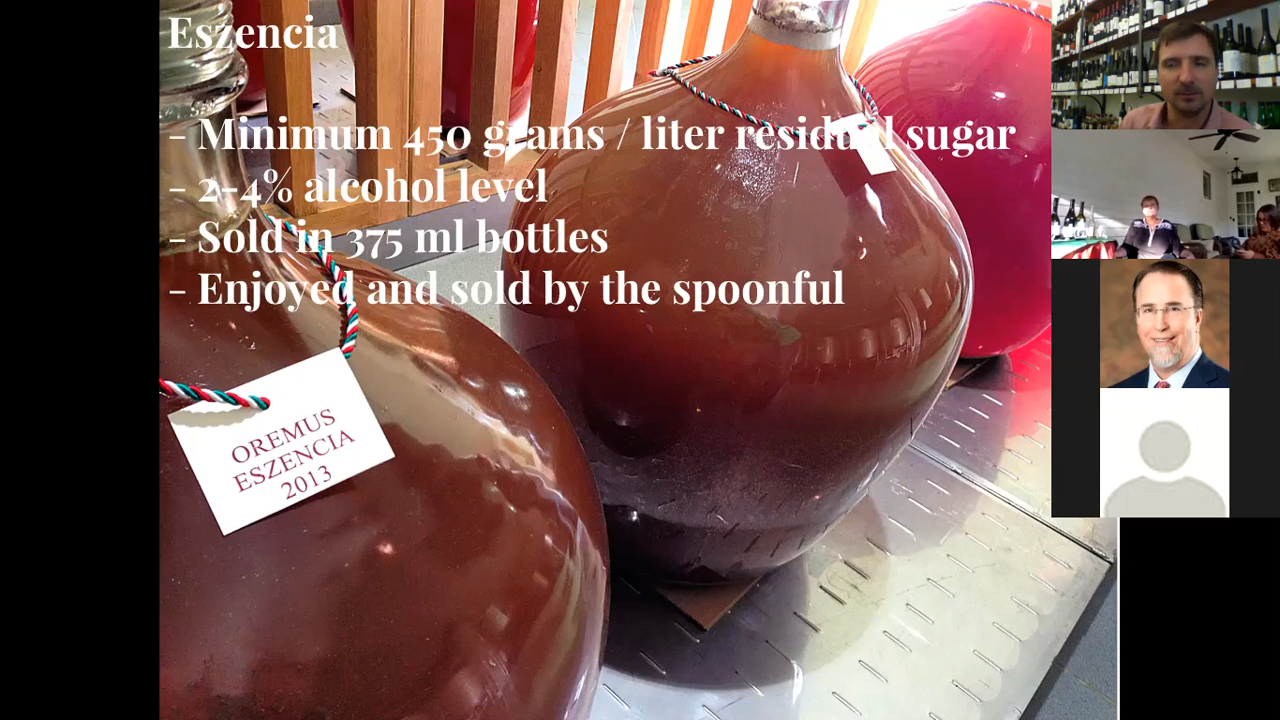 Eszencia
- Minimum 450 grams / liter residual sugar
- 2-4% alcohol level
- Sold in 375 ml bottles
- Enjoyed and sold by the spoonful
OREMUS
ESZENCIA
2013